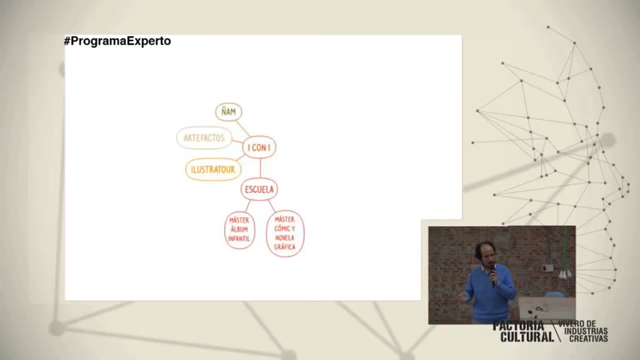 #ProgramaExperto
ÑAM
ARTEFACTOS
I CON I
ILUSTRATOUR
ESCUELA
MÁSTER
ÁLBUM
INFANTIL
MÁSTER
CÓMIC Y
NOVELA
GRÁFICA
FACTORÍA
CULTURAL
VIVERO DE
INDUSTRIAS
CREATIVAS